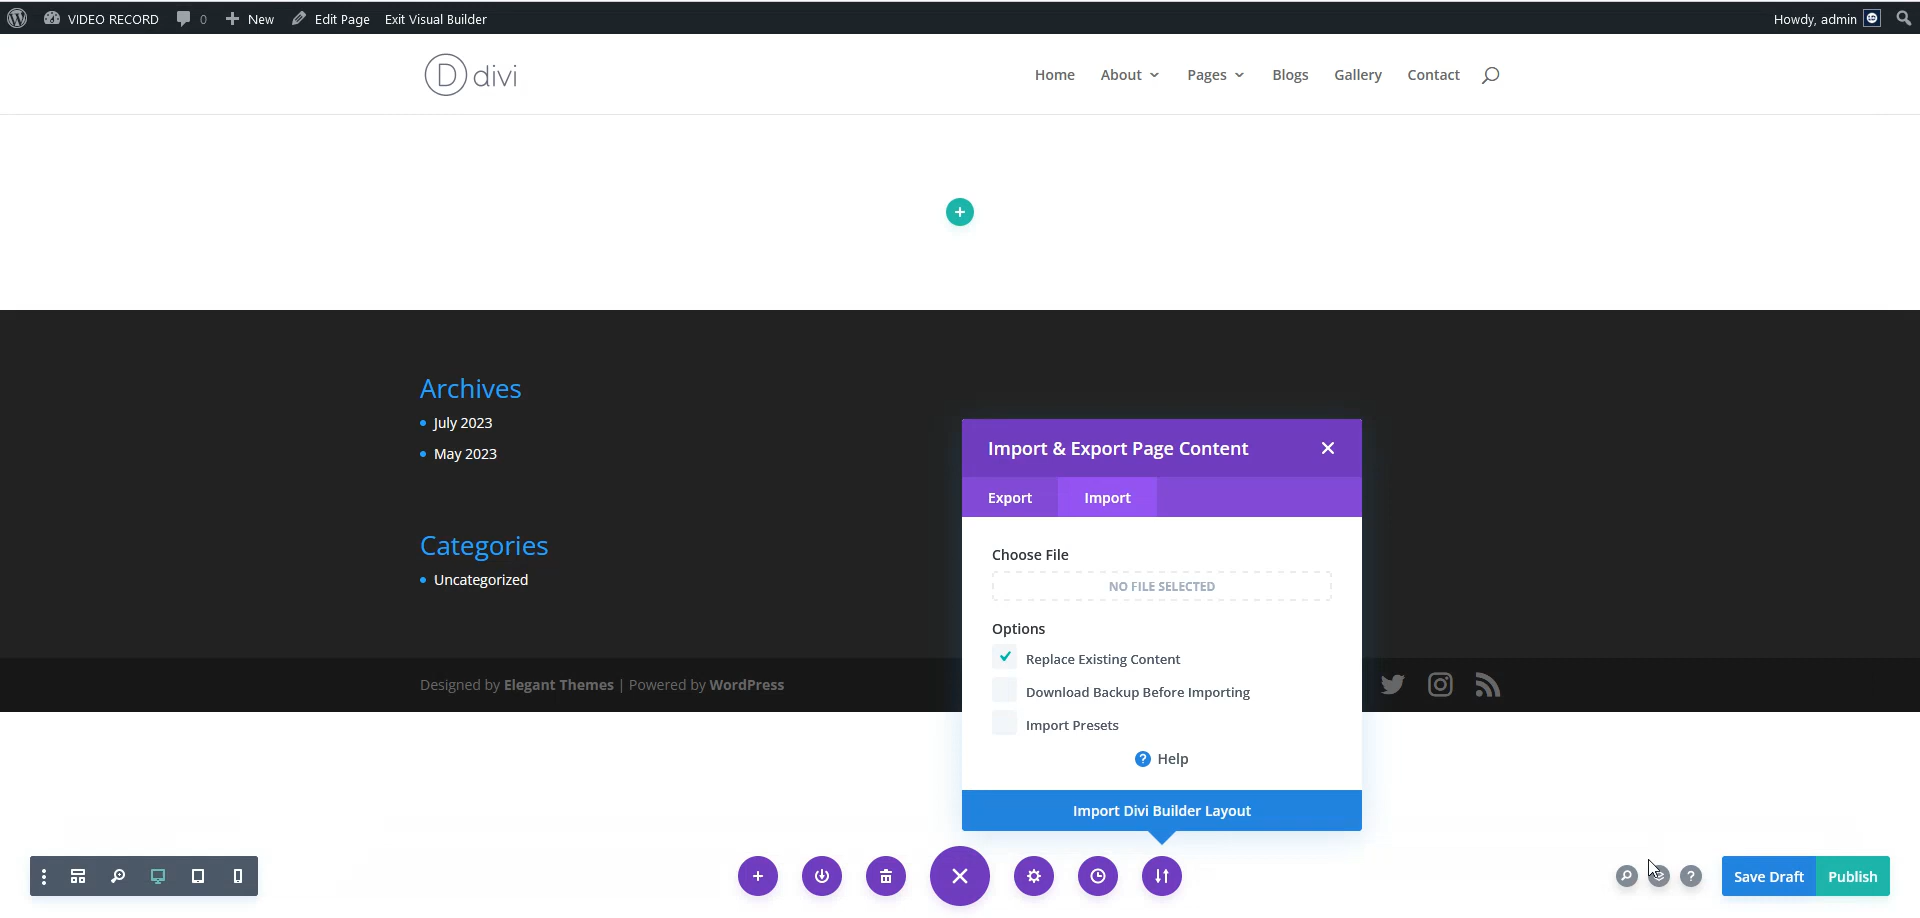 VIDEO RECORD 0 New Edit Page Exit Visual Builder Howdy, admin
D divi Home About Pages Blogs Gallery Contact
Archives
July 2023
May 2023
Categories
Uncategorized
Import & Export Page Content
Export Import
Choose File
NO FILE SELECTED
Options
Replace Existing Content
Download Backup Before Importing
Import Presets
? Help
Import Divi Builder Layout
Designed by Elegant Themes | Powered by WordPress
? Save Draft Publish